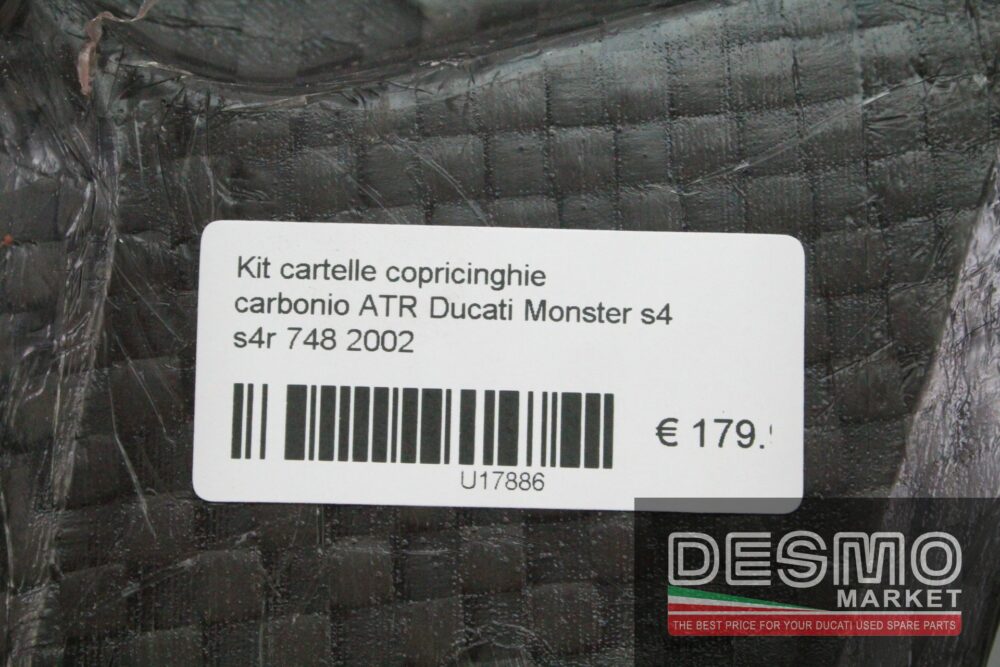 Kit cartelle copricinghie
carbonio ATR Ducati Monster s4
s4r 748 2002
€ 179.
U17886
DESMO
MARKET
THE BEST PRICE FOR YOUR DUCATI USED SPARE PARTS